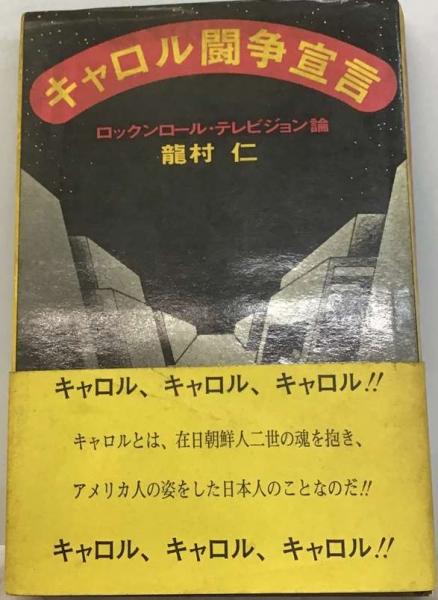 キャロル闘争宣言
ロックンロール・テレビジョン論
龍村 仁
キャロル、キャロル、キャロル!!
キャロルとは、在日朝鮮人二世の魂を抱き、
アメリカ人の姿をした日本人のことなのだ!!
キャロル、キャロル、キャロル!!